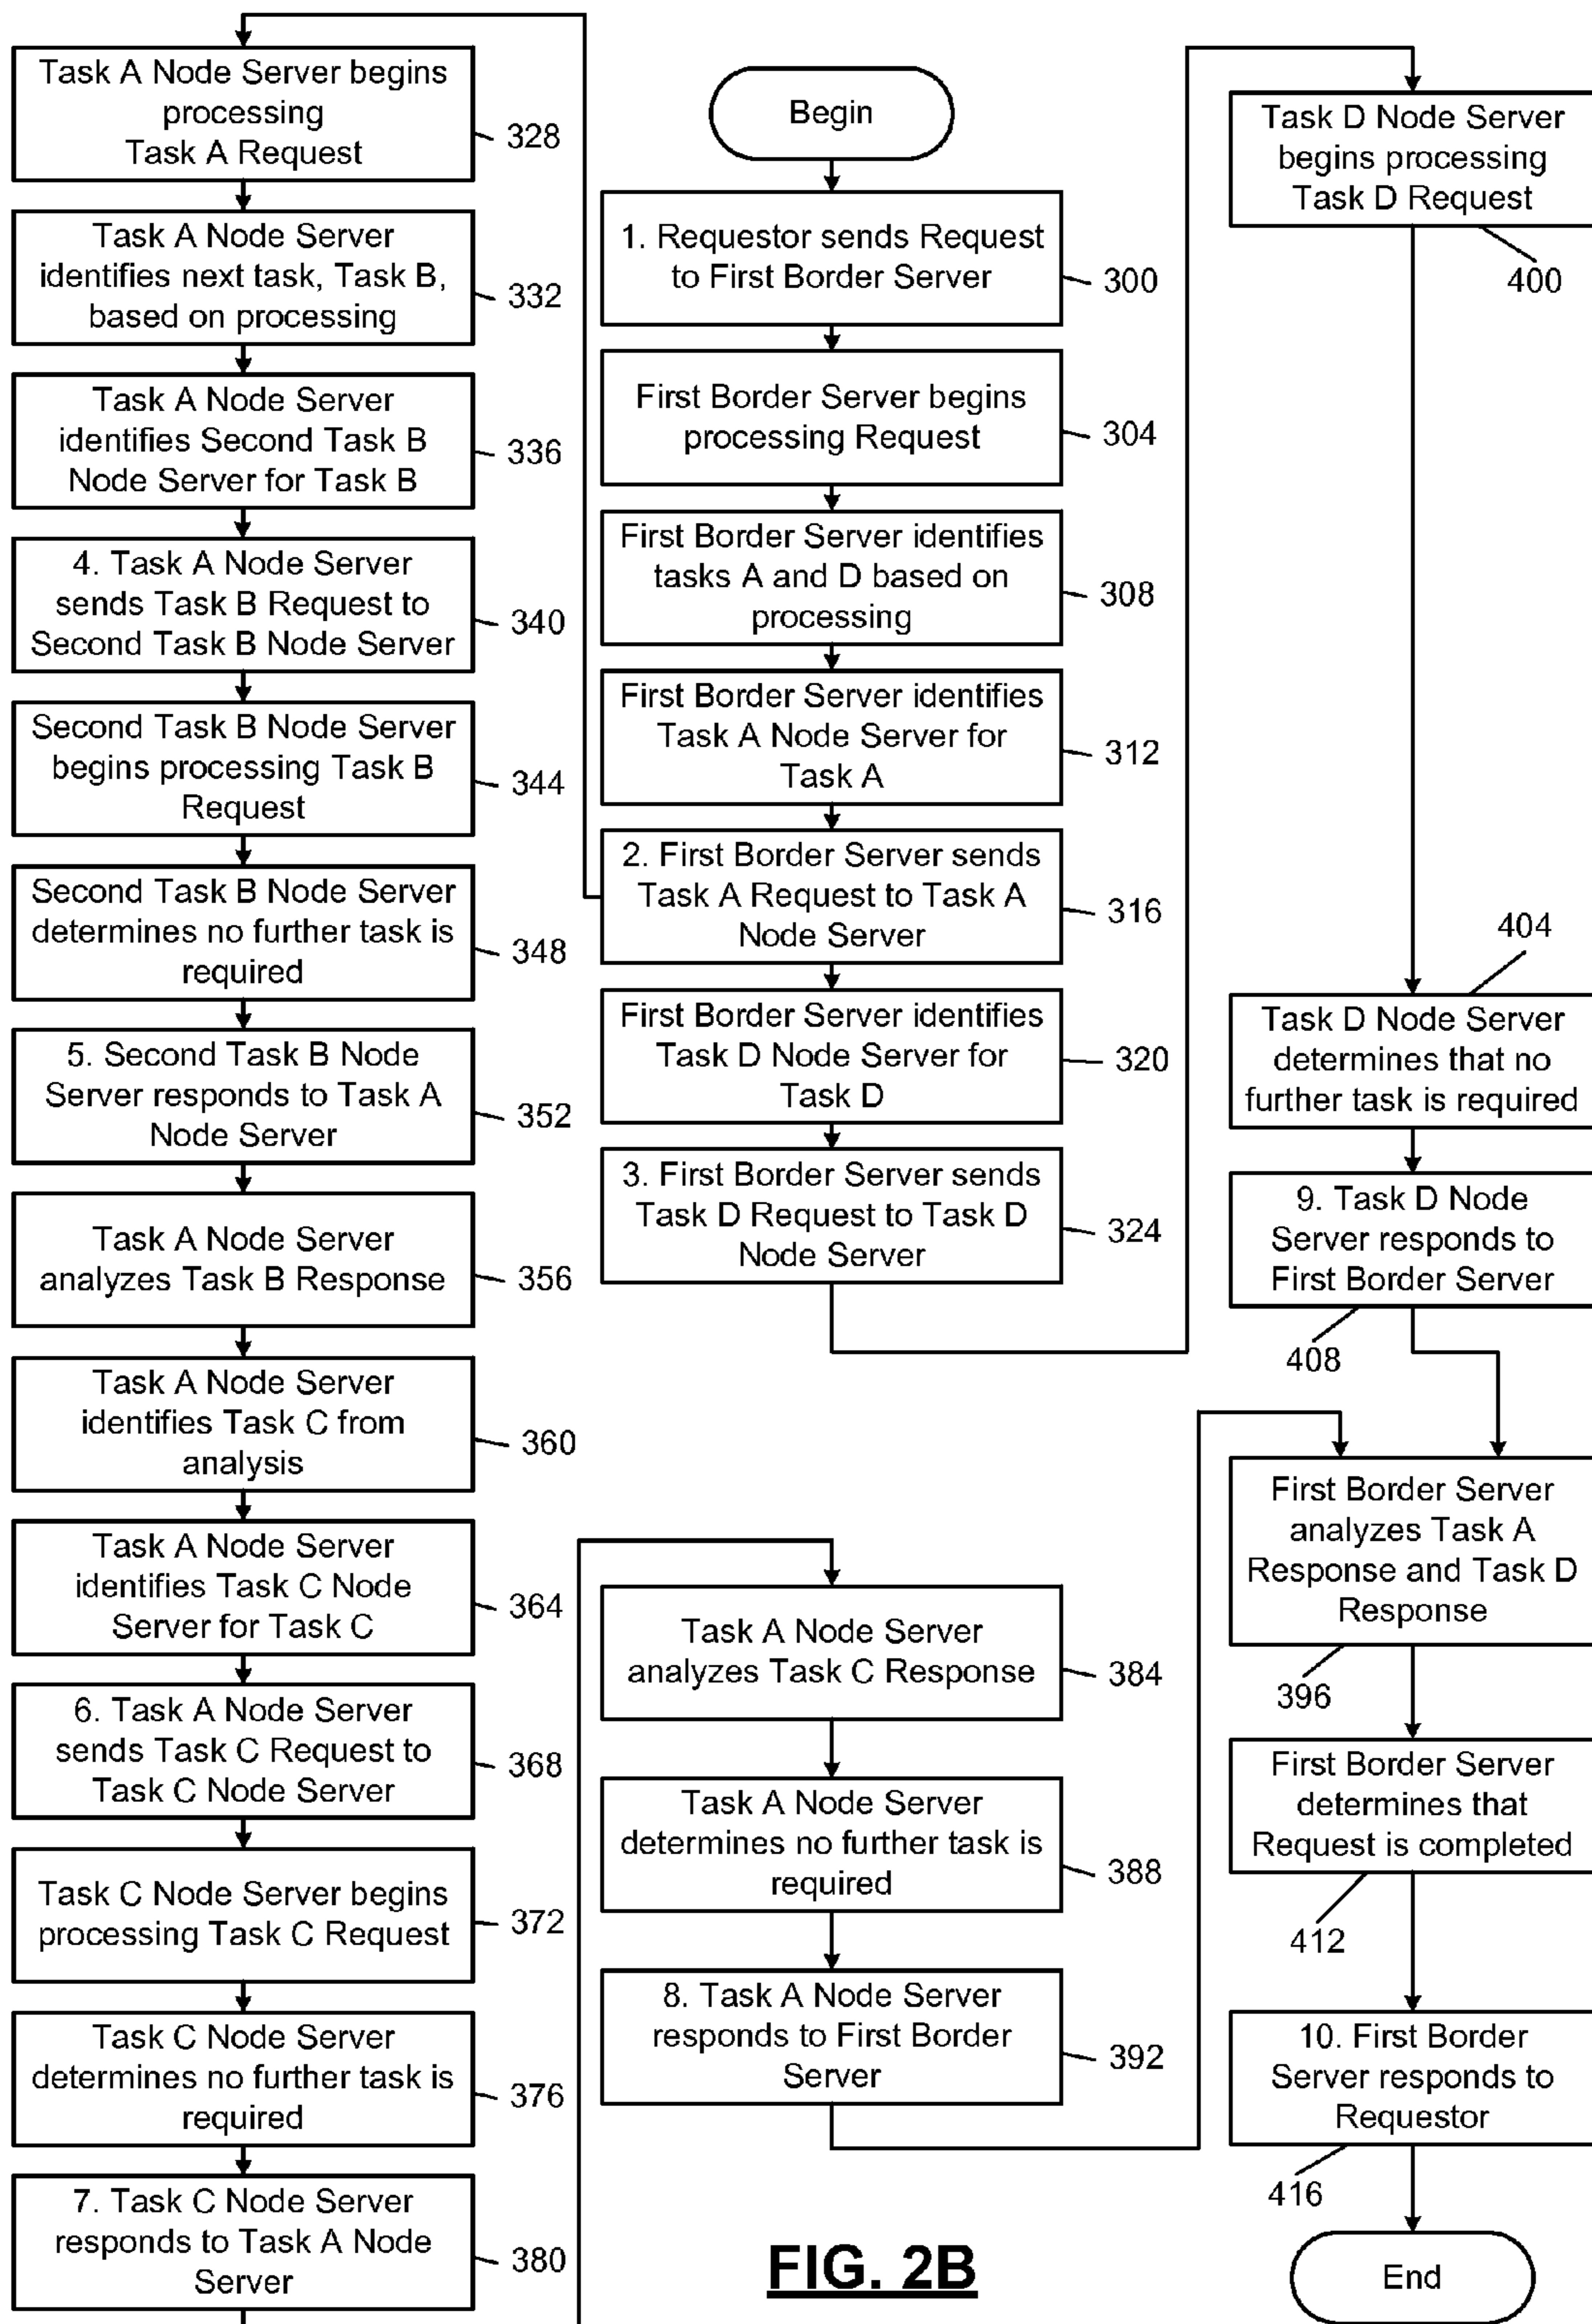 Begin
1. Requestor sends Request
to First Border Server
300
First Border Server begins
processing Request
304
First Border Server identifies
tasks A and D based on
processing
308
First Border Server identifies
Task A Node Server for
Task A
312
2. First Border Server sends
Task A Request to Task A
Node Server
316
First Border Server identifies
Task D Node Server for
Task D
320
3. First Border Server sends
Task D Request to Task D
Node Server
324
Task A Node Server begins
processing
Task A Request
328
Task A Node Server
identifies next task, Task B,
based on processing
332
Task A Node Server
identifies Second Task B
Node Server for Task B
336
4. Task A Node Server
sends Task B Request to
Second Task B Node Server
340
Second Task B Node Server
begins processing Task B
Request
344
Second Task B Node Server
determines no further task is
required
348
5. Second Task B Node
Server responds to Task A
Node Server
352
Task A Node Server
analyzes Task B Response
356
Task A Node Server
identifies Task C from
analysis
360
Task A Node Server
identifies Task C Node
Server for Task C
364
6. Task A Node Server
sends Task C Request to
Task C Node Server
368
Task C Node Server begins
processing Task C Request
372
Task C Node Server
determines no further task is
required
376
7. Task C Node Server
responds to Task A Node
Server
380
Task A Node Server
analyzes Task C Response
384
Task A Node Server
determines no further task is
required
388
8. Task A Node Server
responds to First Border
Server
392
Task D Node Server
begins processing
Task D Request
400
404
Task D Node Server
determines that no
further task is required
9. Task D Node
Server responds to
First Border Server
408
First Border Server
analyzes Task A
Response and Task D
Response
396
First Border Server
determines that
Request is completed
412
10. First Border
Server responds to
Requestor
416
End
FIG. 2B